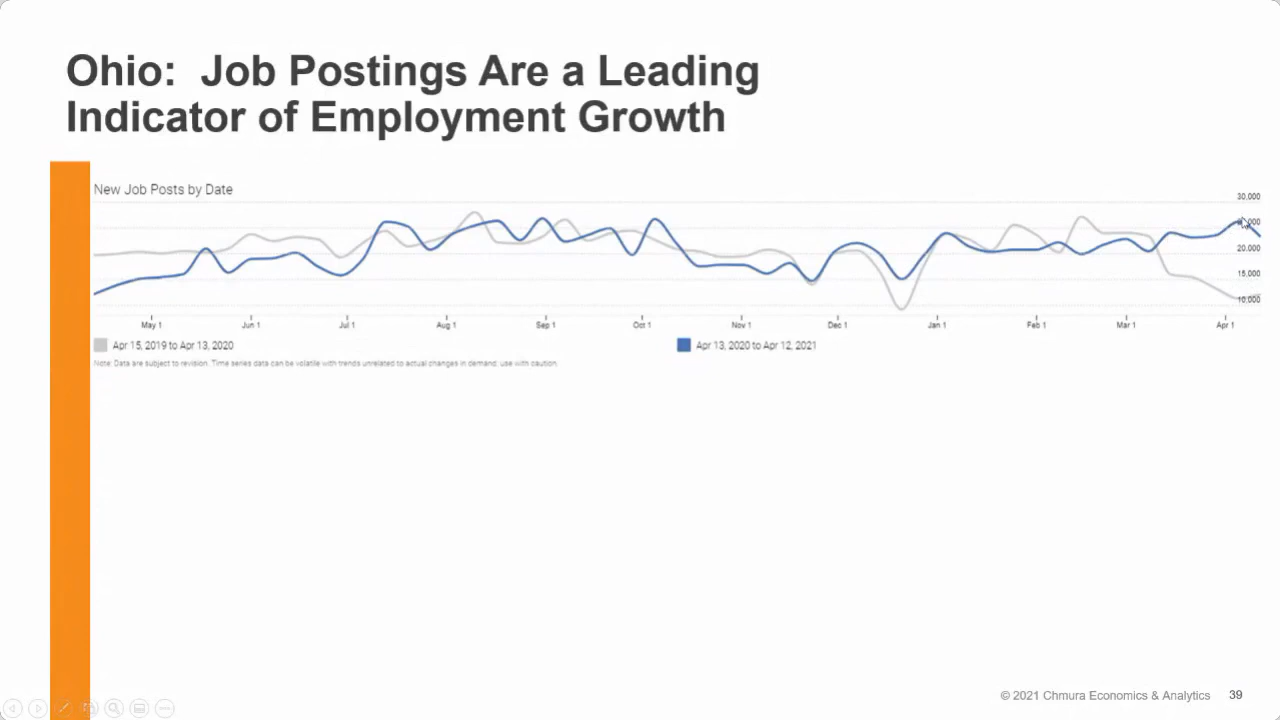 Ohio:  Job Postings Are a Leading
Indicator of Employment Growth
New Job Posts by Date
30,000
20,000
15,000
10,000
May 1 Jun 1 Jul 1 Aug 1 Sep 1 Oct 1 Nov 1 Dec 1 Jan 1 Feb 1 Mar 1 Apr 1
Apr 15, 2019 to Apr 13, 2020 Apr 13, 2020 to Apr 12, 2021
Note: Data are subject to revision. Time series data can be volatile with trends unrelated to actual changes in demand; use with caution.
© 2021 Chmura Economics & Analytics 39